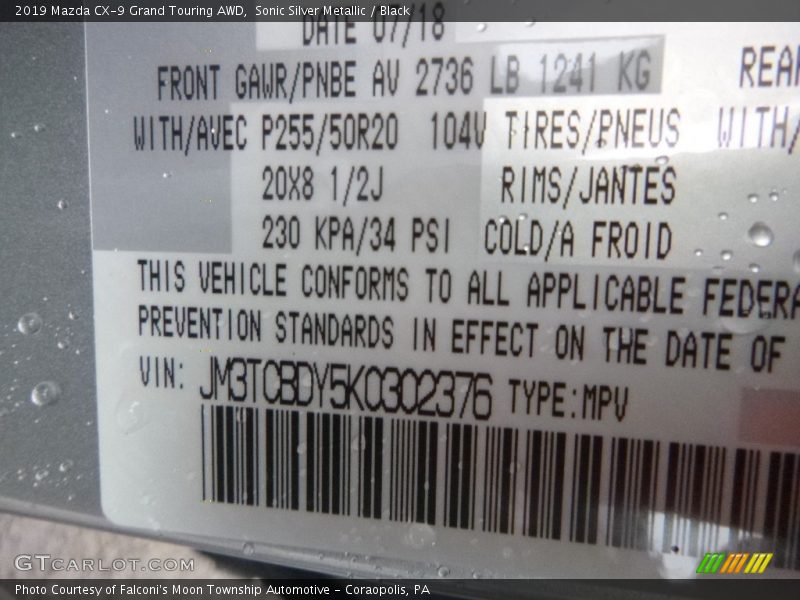 2019 Mazda CX-9 Grand Touring AWD,  Sonic Silver Metallic / Black
DATE 07/18
FRONT GAWR/PNBE AV 2736 LB 1241 KG
WITH/AVEC P255/50R20 104V TIRES/PNEUS WITH/
20X8 1/2J RIMS/JANTES
230 KPA/34 PSI COLD/A FROID
THIS VEHICLE CONFORMS TO ALL APPLICABLE FEDERA
PREVENTION STANDARDS IN EFFECT ON THE DATE OF
VIN: JM3TCBDY5K0302376 TYPE:MPV
GTCARLOT.COM
Photo Courtesy of Falconi's Moon Township Automotive - Coraopolis, PA